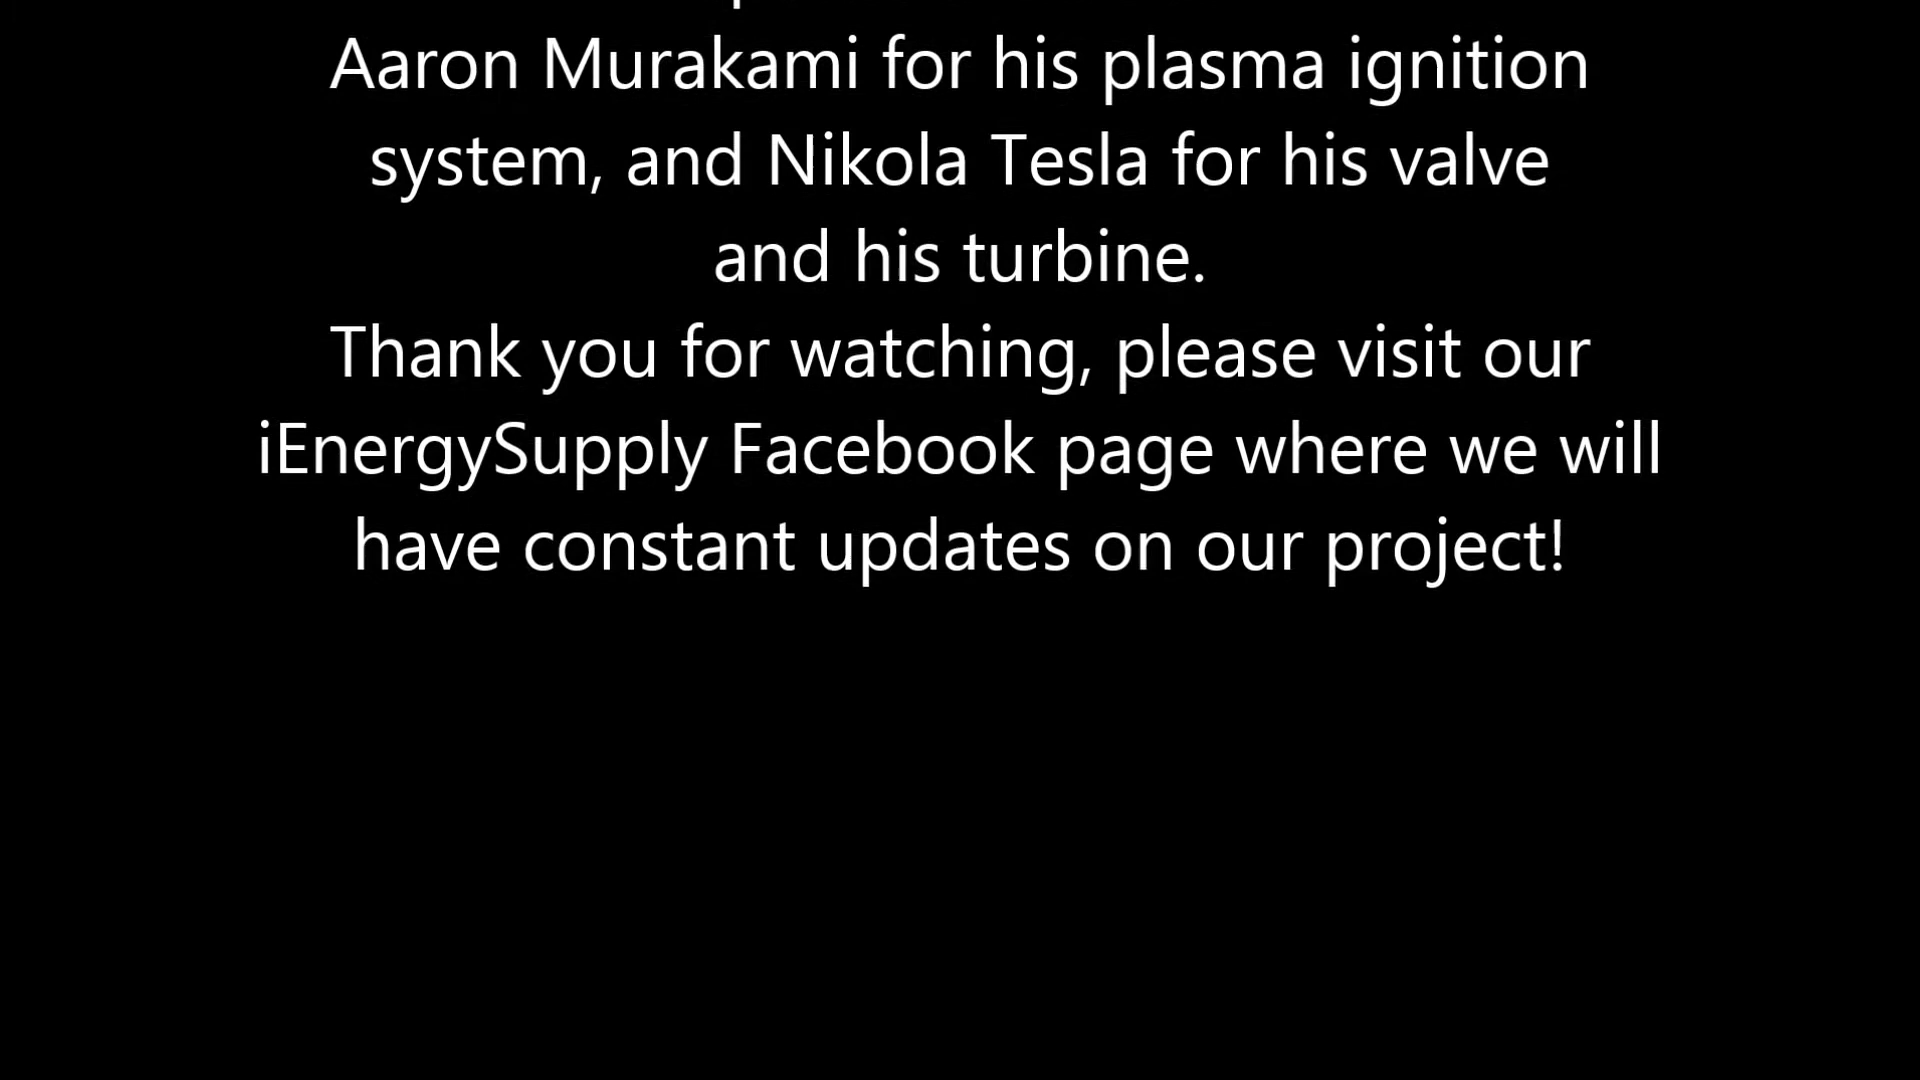 Aaron Murakami for his plasma ignition
system, and Nikola Tesla for his valve
and his turbine.
Thank you for watching, please visit our
iEnergySupply Facebook page where we will
have constant updates on our project!